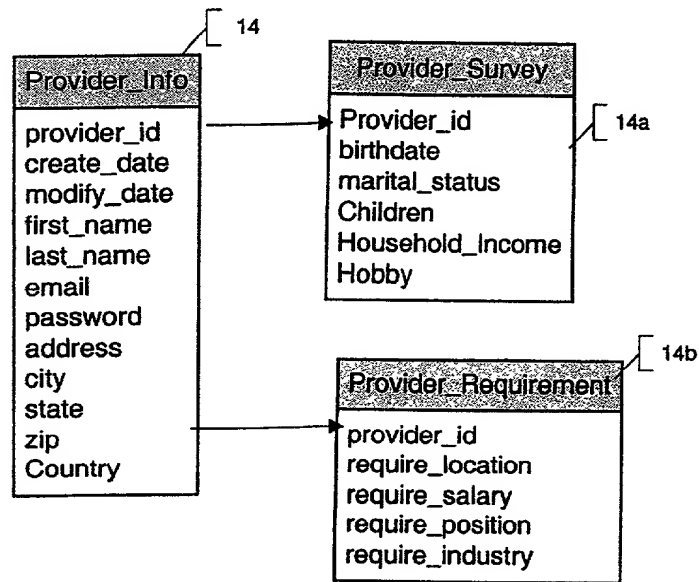 14
Provider_Info
provider_id
create_date
modify_date
first_name
last_name
email
password
address
city
state
zip
Country
Provider_Survey
14a
Provider_id
birthdate
marital_status
Children
Household_Income
Hobby
14b
Provider_Requirement
provider_id
require_location
require_salary
require_position
require_industry